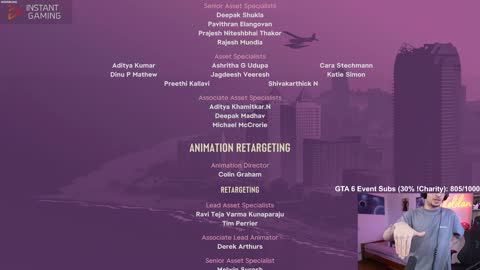 INSTANT
GAMING
Senior Asset Specialists
Deepak Shukla
Pavithran Elangovan
Prajesh Niteshbhai Thakor
Rajesh Mundia
Asset Specialists
Aditya Kumar
Ashritha G Udupa
Cara Stechmann
Dinu P Mathew
Jagdeesh Veeresh
Katie Simon
Preethi Kallavi
Shivakarthick N
Associate Asset Specialists
Aditya Khamitkar.N
Deepak Madhav
Michael McCrorie
ANIMATION RETARGETING
Animation Director
Colin Graham
RETARGETING
GTA 6 Event Subs (30% !Charity): 805/1000
Lead Asset Specialists
Ravi Teja Varma Kunaparaju
Tim Perrier
Associate Lead Animator
Derek Arthurs
Senior Asset Specialist